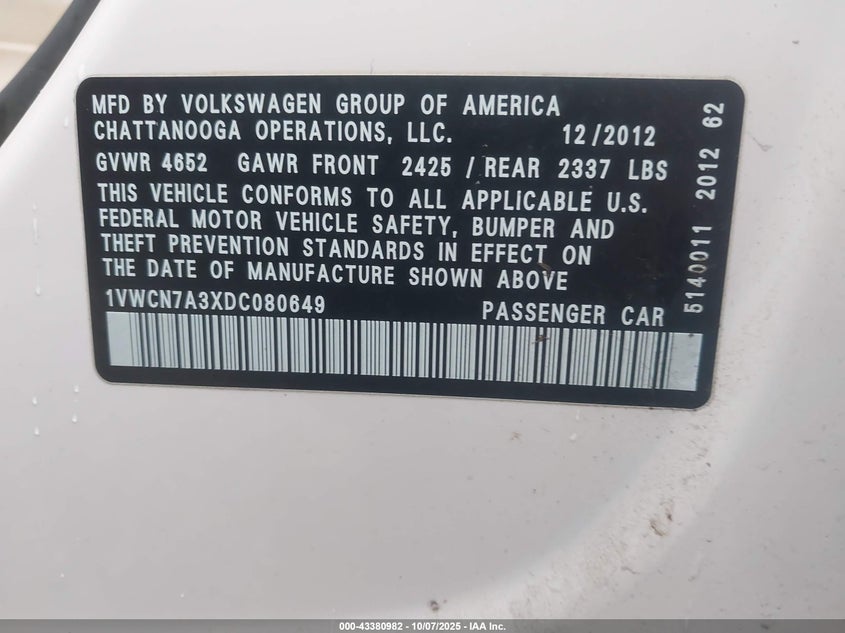 MFD BY VOLKSWAGEN GROUP OF AMERICA
CHATTANOOGA OPERATIONS, LLC. 12/2012
GVWR 4652 GAWR FRONT 2425 / REAR 2337 LBS
THIS VEHICLE CONFORMS TO ALL APPLICABLE U.S.
FEDERAL MOTOR VEHICLE SAFETY, BUMPER AND
THEFT PREVENTION STANDARDS IN EFFECT ON
THE DATE OF MANUFACTURE SHOWN ABOVE
1VWCN7A3XDC080649 PASSENGER CAR
5140011 2012 62
000-43380982 - 10/07/2025 - IAA Inc.